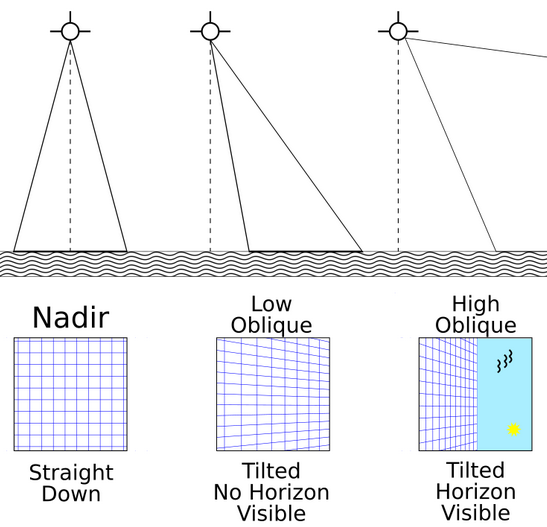 Nadir
Low
Oblique
High
Oblique
Straight
Down
Tilted
No Horizon
Visible
Tilted
Horizon
Visible